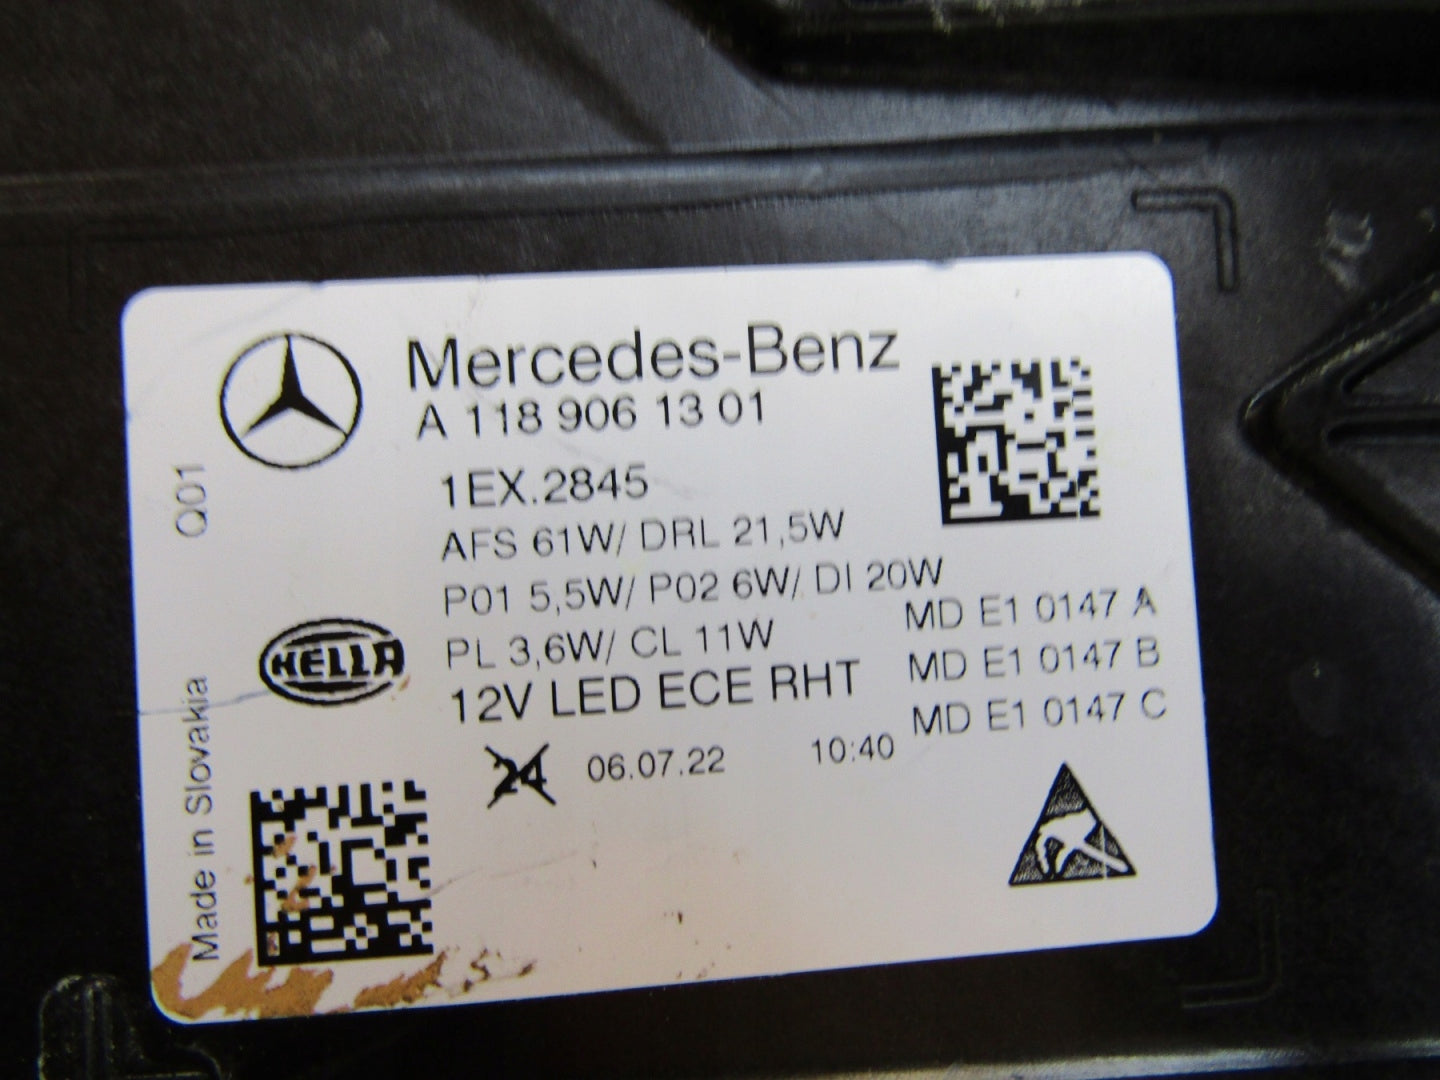 Mercedes-Benz
A 118 906 13 01
1EX.2845
AFS 61W/ DRL 21,5W
P01 5,5W/ P02 6W/ DI 20W
PL 3,6W/ CL 11W
12V LED ECE RHT
MD E1 0147 A
MD E1 0147 B
MD E1 0147 C
24 06.07.22 10:40
HELLA
Q01
Made in Slovakia